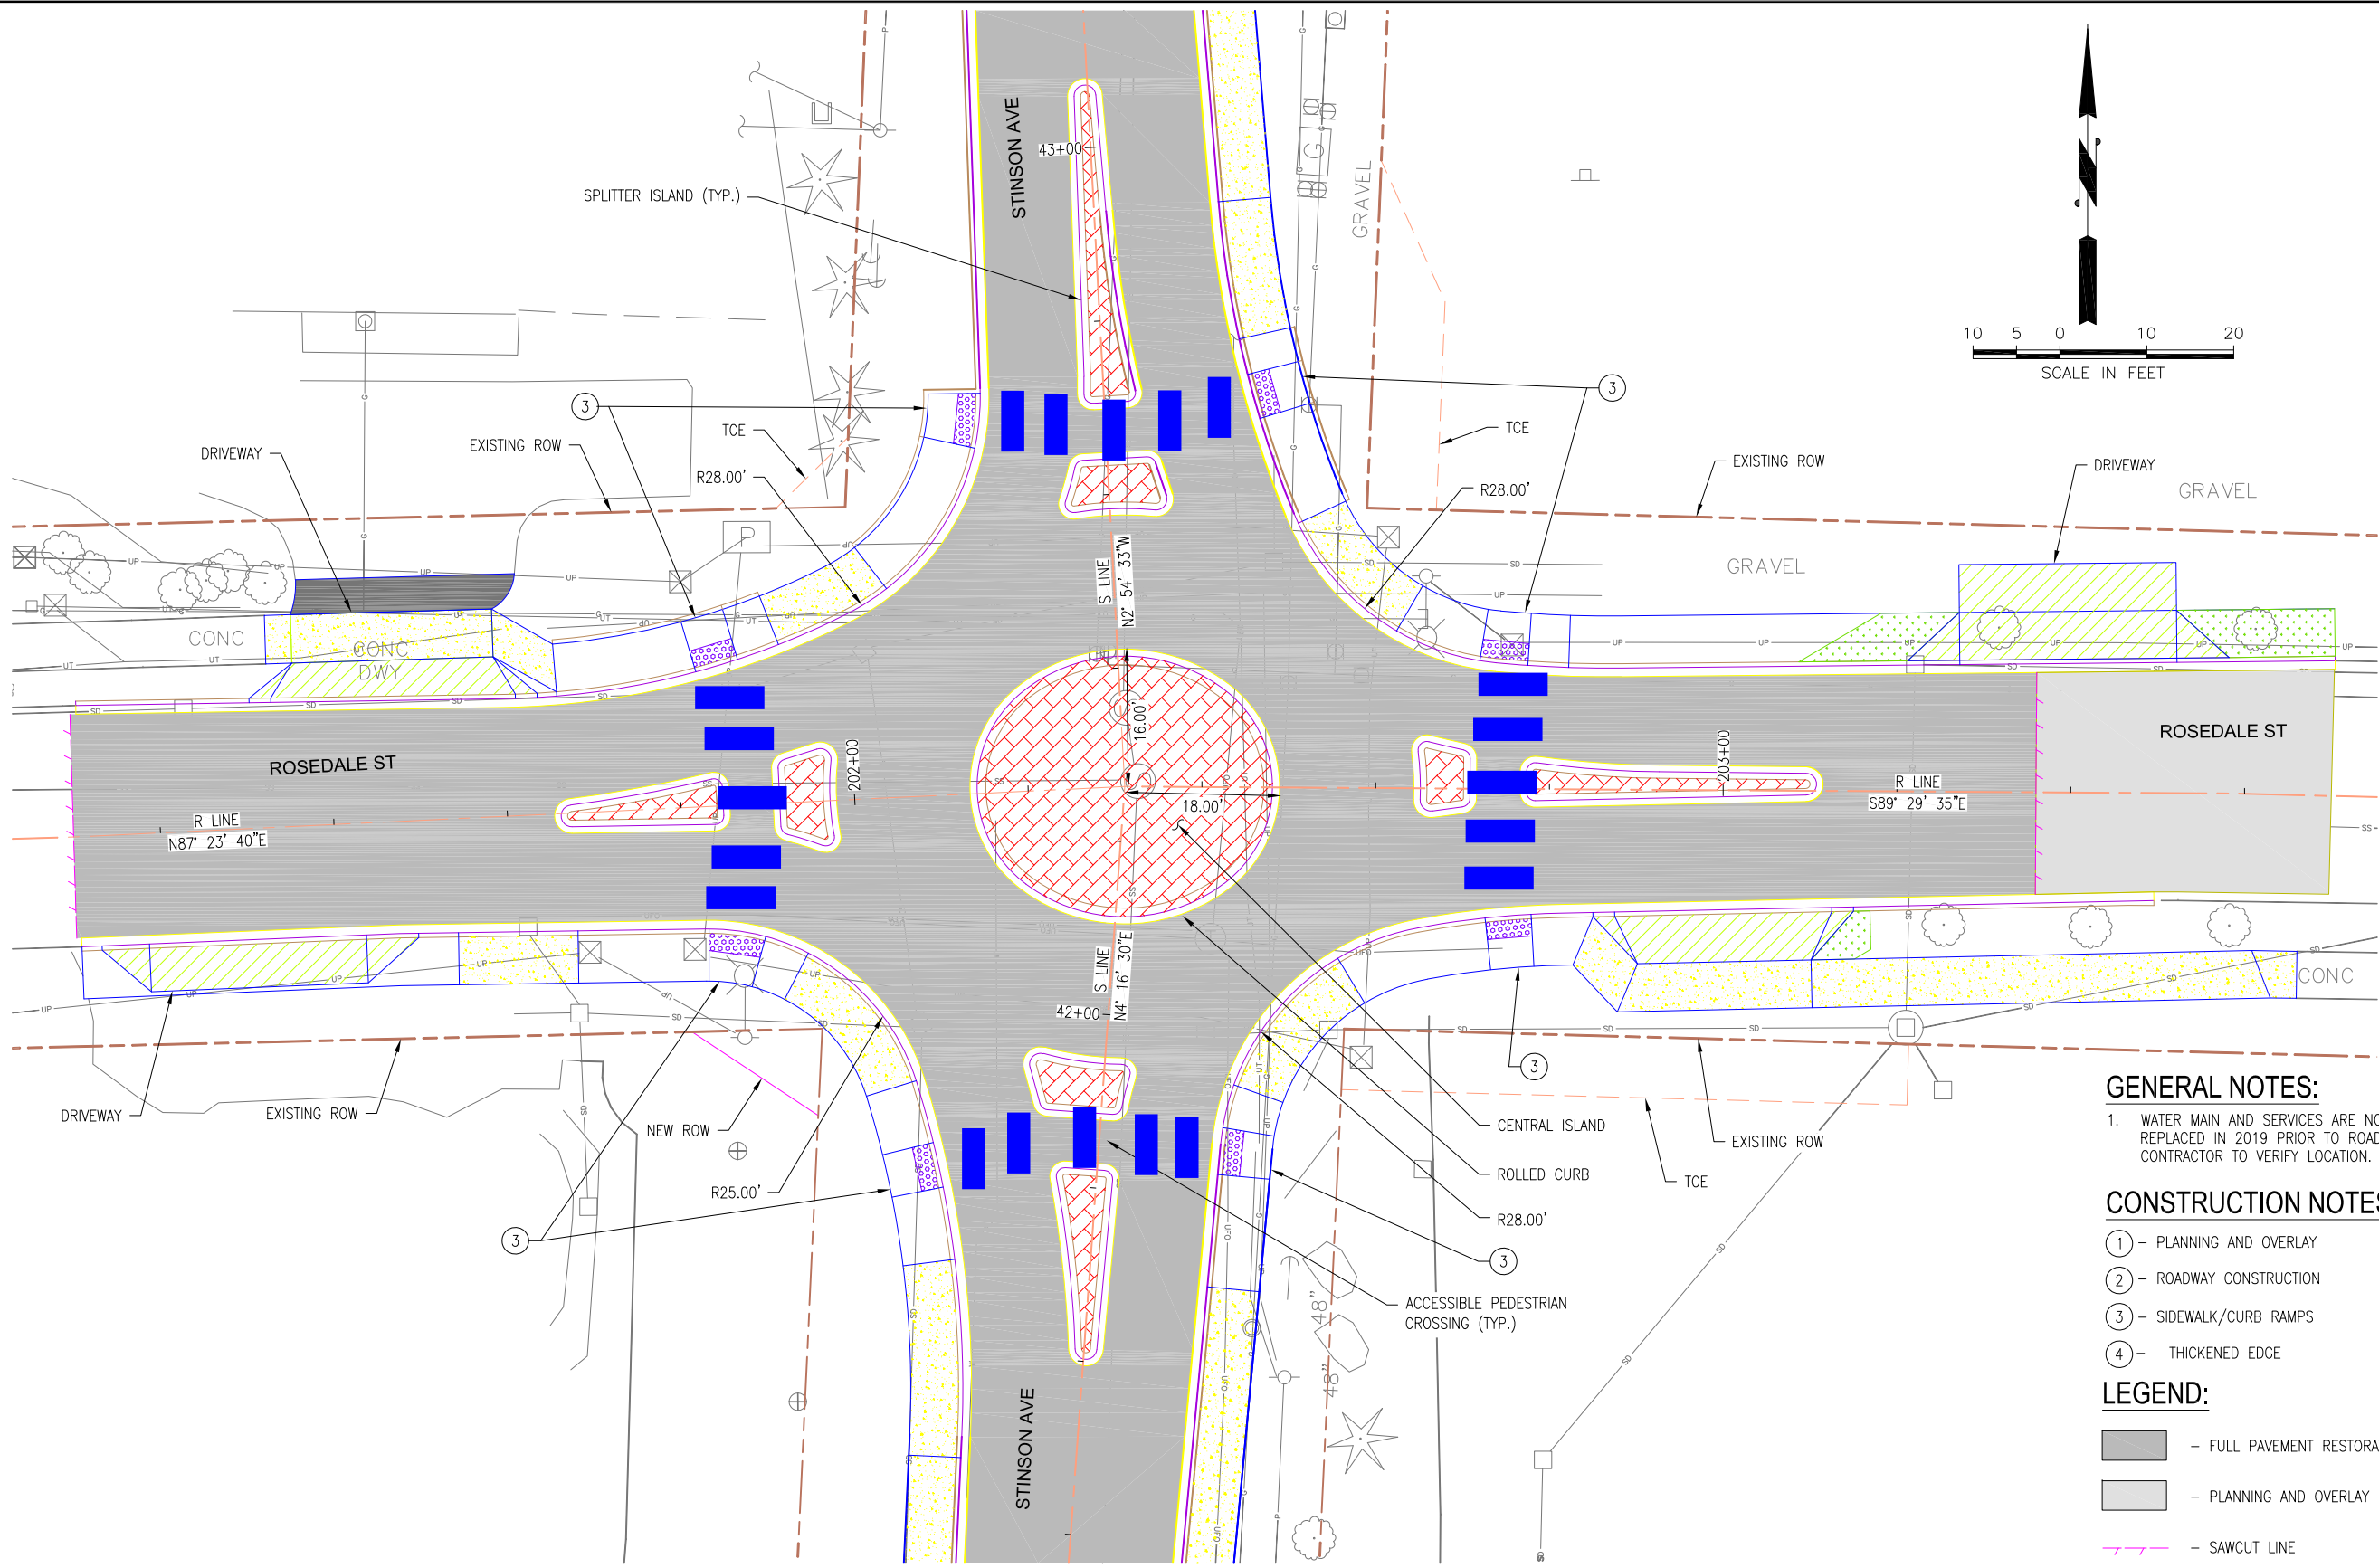 STINSON AVE
43+00
SPLITTER ISLAND (TYP.)
GRAVEL
G
10 5 0 10 20
SCALE IN FEET
3
3
DRIVEWAY
EXISTING ROW
TCE
R28.00'
TCE
R28.00'
EXISTING ROW
DRIVEWAY
GRAVEL
GRAVEL
P
S LINE
N2° 54' 33"W
CONC
CONC
DWY
16.00'
18.00'
ROSEDALE ST
202+00
203+00
ROSEDALE ST
R LINE
N87° 23' 40"E
R LINE
S89° 29' 35"E
S LINE
N4° 16' 30"E
42+00
CONC
DRIVEWAY
EXISTING ROW
NEW ROW
R25.00'
3
3
CENTRAL ISLAND
ROLLED CURB
R28.00'
3
ACCESSIBLE PEDESTRIAN
CROSSING (TYP.)
EXISTING ROW
TCE
48"
48"
STINSON AVE
GENERAL NOTES:
1. WATER MAIN AND SERVICES ARE
REPLACED IN 2019 PRIOR TO
CONTRACTOR TO VERIFY LOCATION.
CONSTRUCTION NOTES
1 - PLANNING AND OVERLAY
2 - ROADWAY CONSTRUCTION
3 - SIDEWALK/CURB RAMPS
4 - THICKENED EDGE
LEGEND:
- FULL PAVEMENT
- PLANNING AND OVERLAY
- SAWCUT LINE